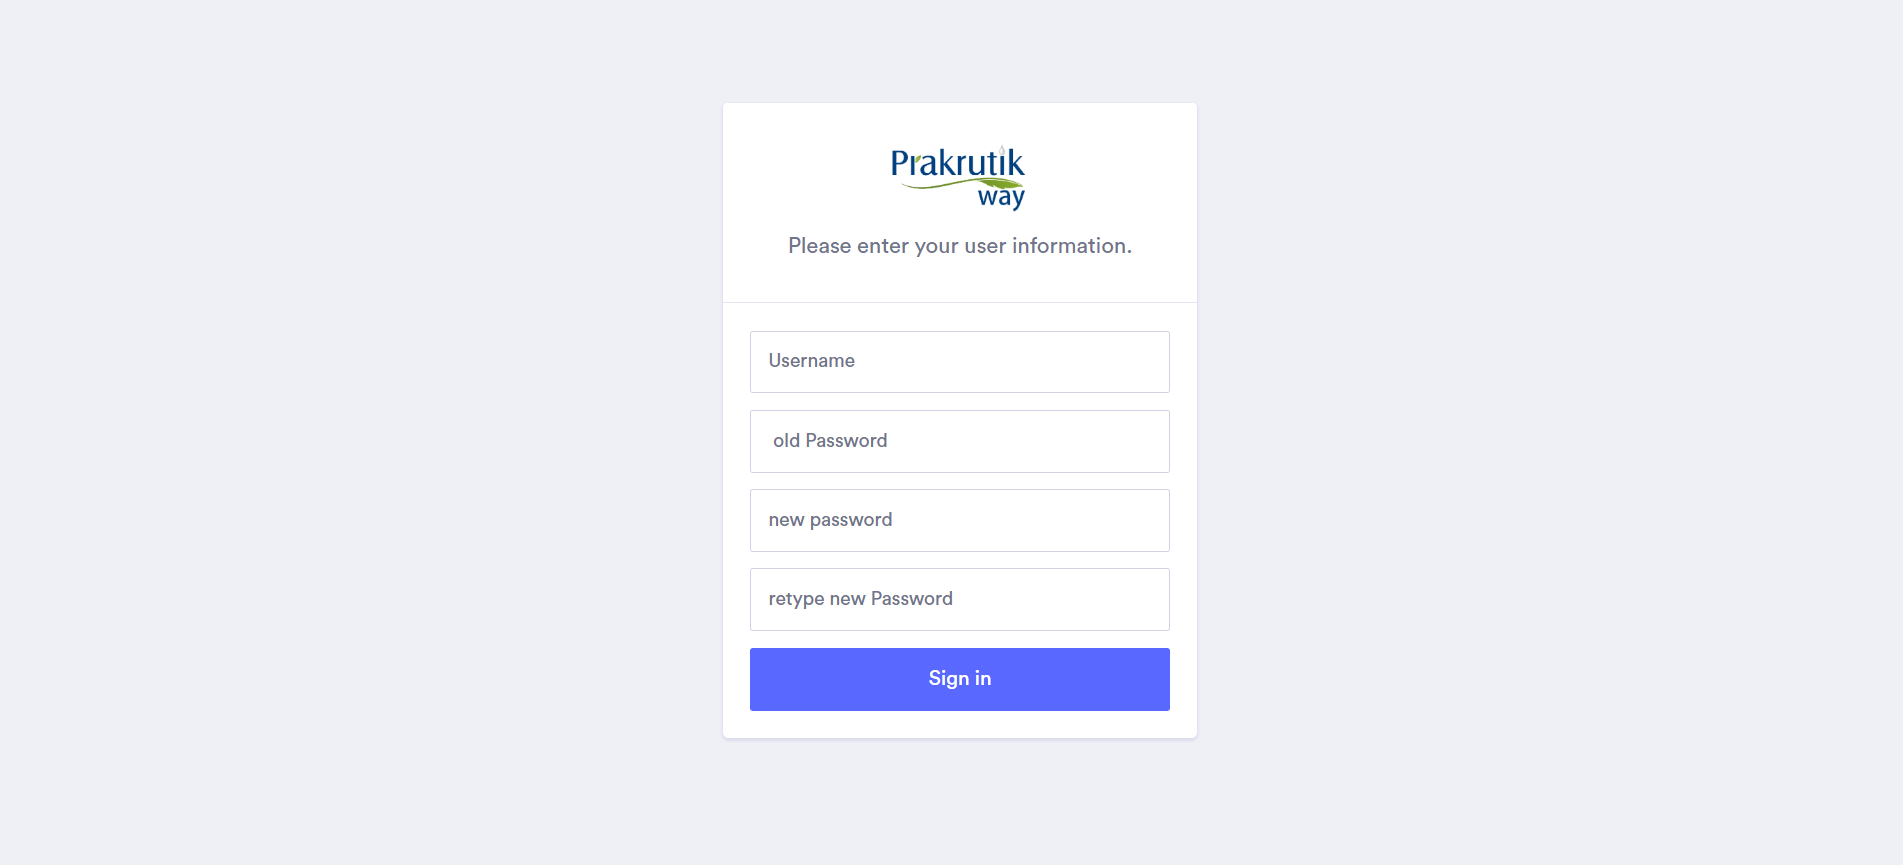 Prakrutik
way
Please enter your user information.
Username
old Password
new password
retype new Password
Sign in